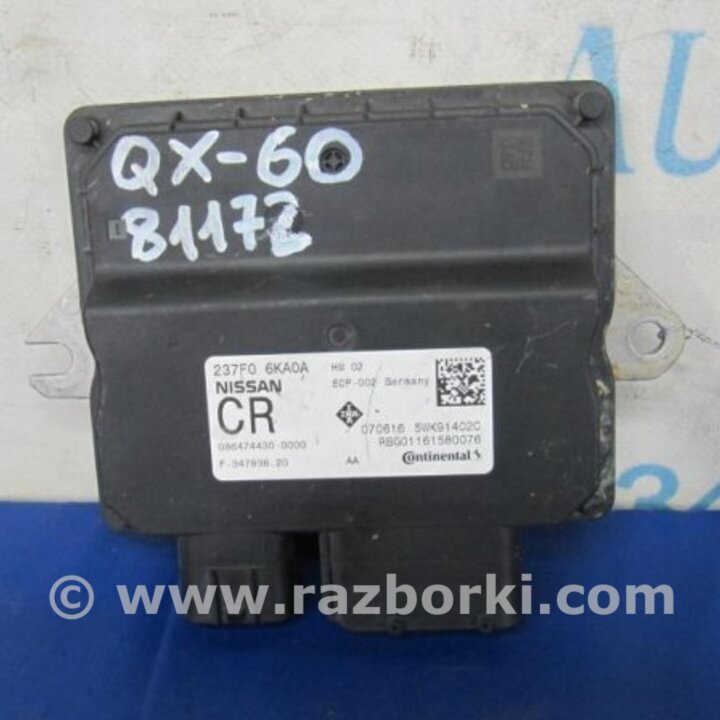 QX-60
81172
237F0 6KA0A
HW 02
NISSAN
ECP-002 Germany
CR
070616 5WK91402C
086474430-0000
RBG01161580076
F-347936.20
AA
Continental
© www.razborki.com